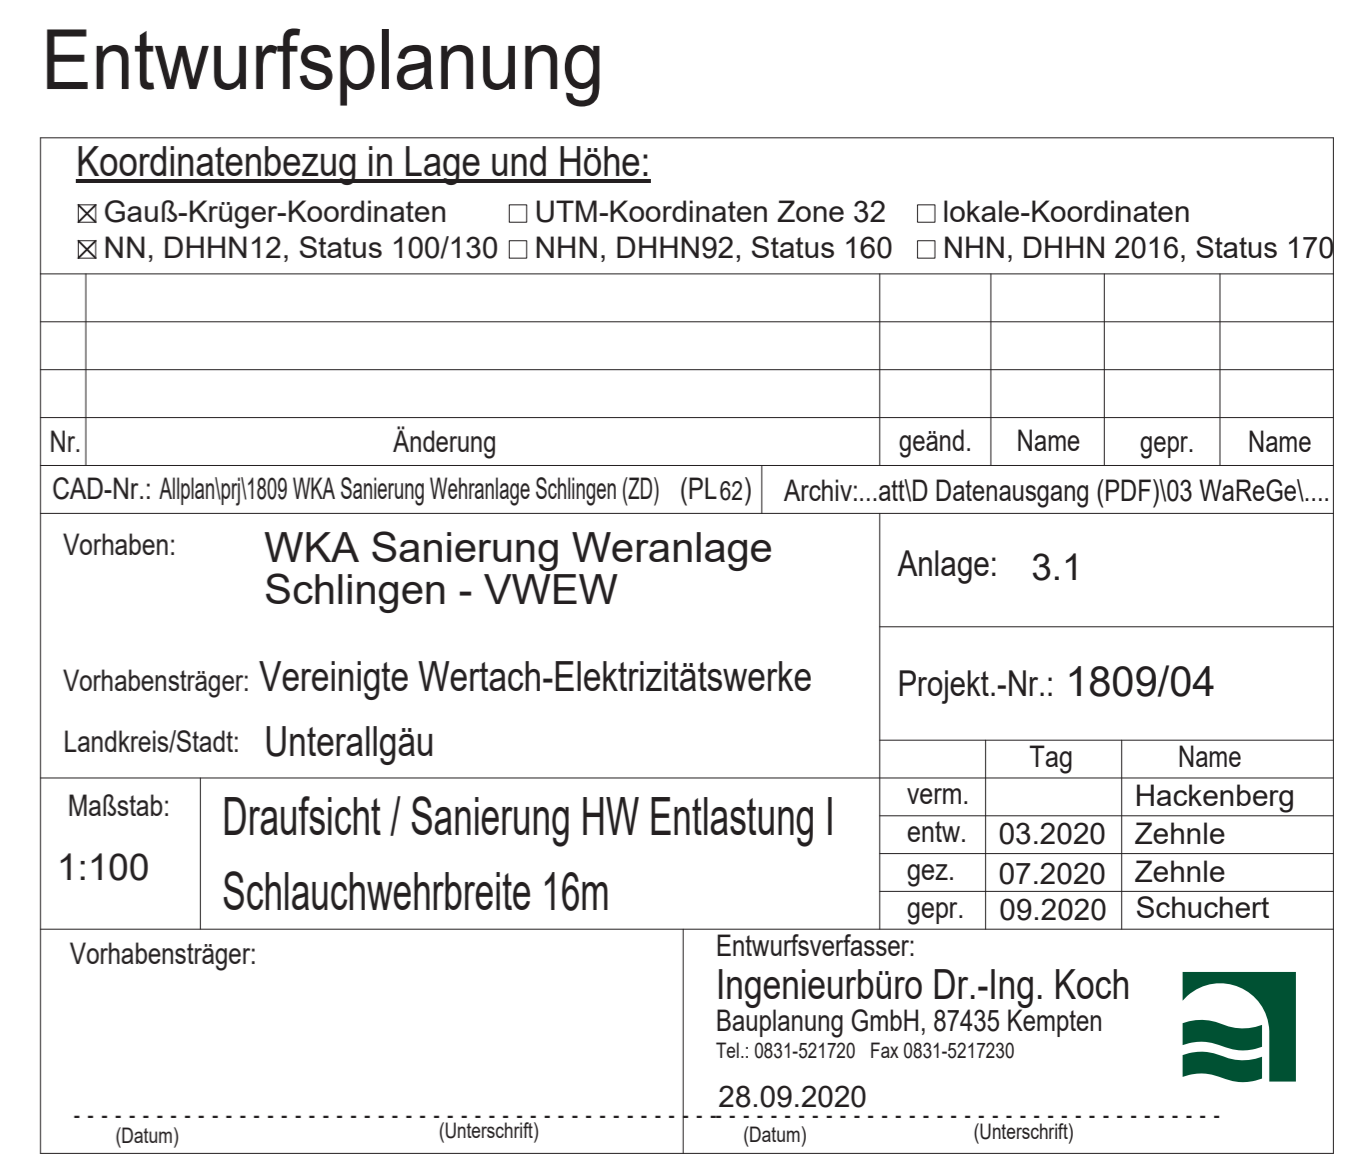 Entwurfsplanung
Koordinatenbezug in Lage und Höhe:
☒ Gauß-Krüger-Koordinaten ☐ UTM-Koordinaten Zone 32 ☐ lokale-Koordinaten
☒ NN, DHHN12, Status 100/130 ☐ NHN, DHHN92, Status 160 ☐ NHN, DHHN 2016, Status 170
Nr. Änderung geänd. Name gepr. Name
CAD-Nr.: Allplan\prj\1809 WKA Sanierung Wehranlage Schlingen (ZD) (PL62) Archiv:...att\D Datenausgang (PDF)\03 WaReGe\....
Vorhaben: WKA Sanierung Weranlage
Schlingen - VWEW
Anlage: 3.1
Vorhabensträger: Vereinigte Wertach-Elektrizitätswerke
Projekt.-Nr.: 1809/04
Landkreis/Stadt: Unterallgäu
Tag Name
Maßstab:
1:100
Draufsicht / Sanierung HW Entlastung I
Schlauchwehrbreite 16m
verm. Hackenberg
entw. 03.2020 Zehnle
gez. 07.2020 Zehnle
gepr. 09.2020 Schuchert
Vorhabensträger:
(Datum) (Unterschrift)
Entwurfsverfasser:
Ingenieurbüro Dr.-Ing. Koch
Bauplanung GmbH, 87435 Kempten
Tel.: 0831-521720 Fax 0831-5217230
28.09.2020
(Datum) (Unterschrift)